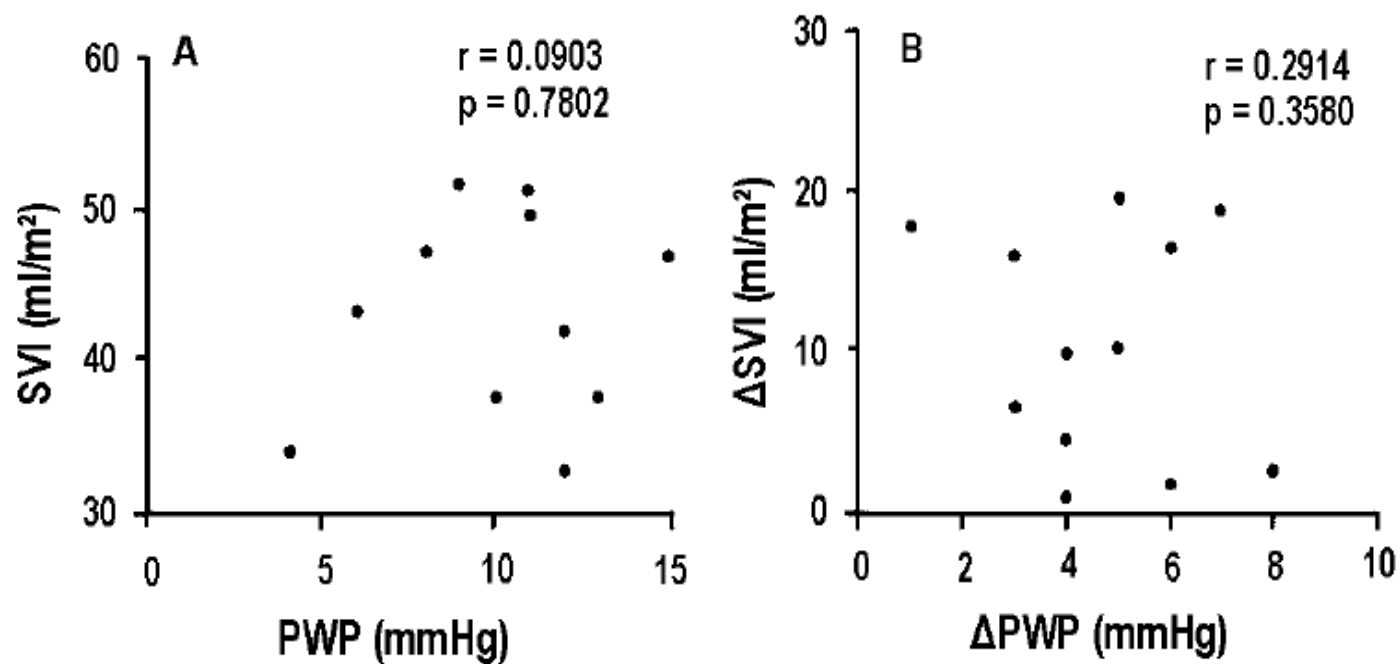 A
r = 0.0903
p = 0.7802
60
50
40
30
SVI (ml/m²)
0 5 10 15
PWP (mmHg)
B
r = 0.2914
p = 0.3580
30
20
10
0
ΔSVI (ml/m²)
0 2 4 6 8 10
ΔPWP (mmHg)